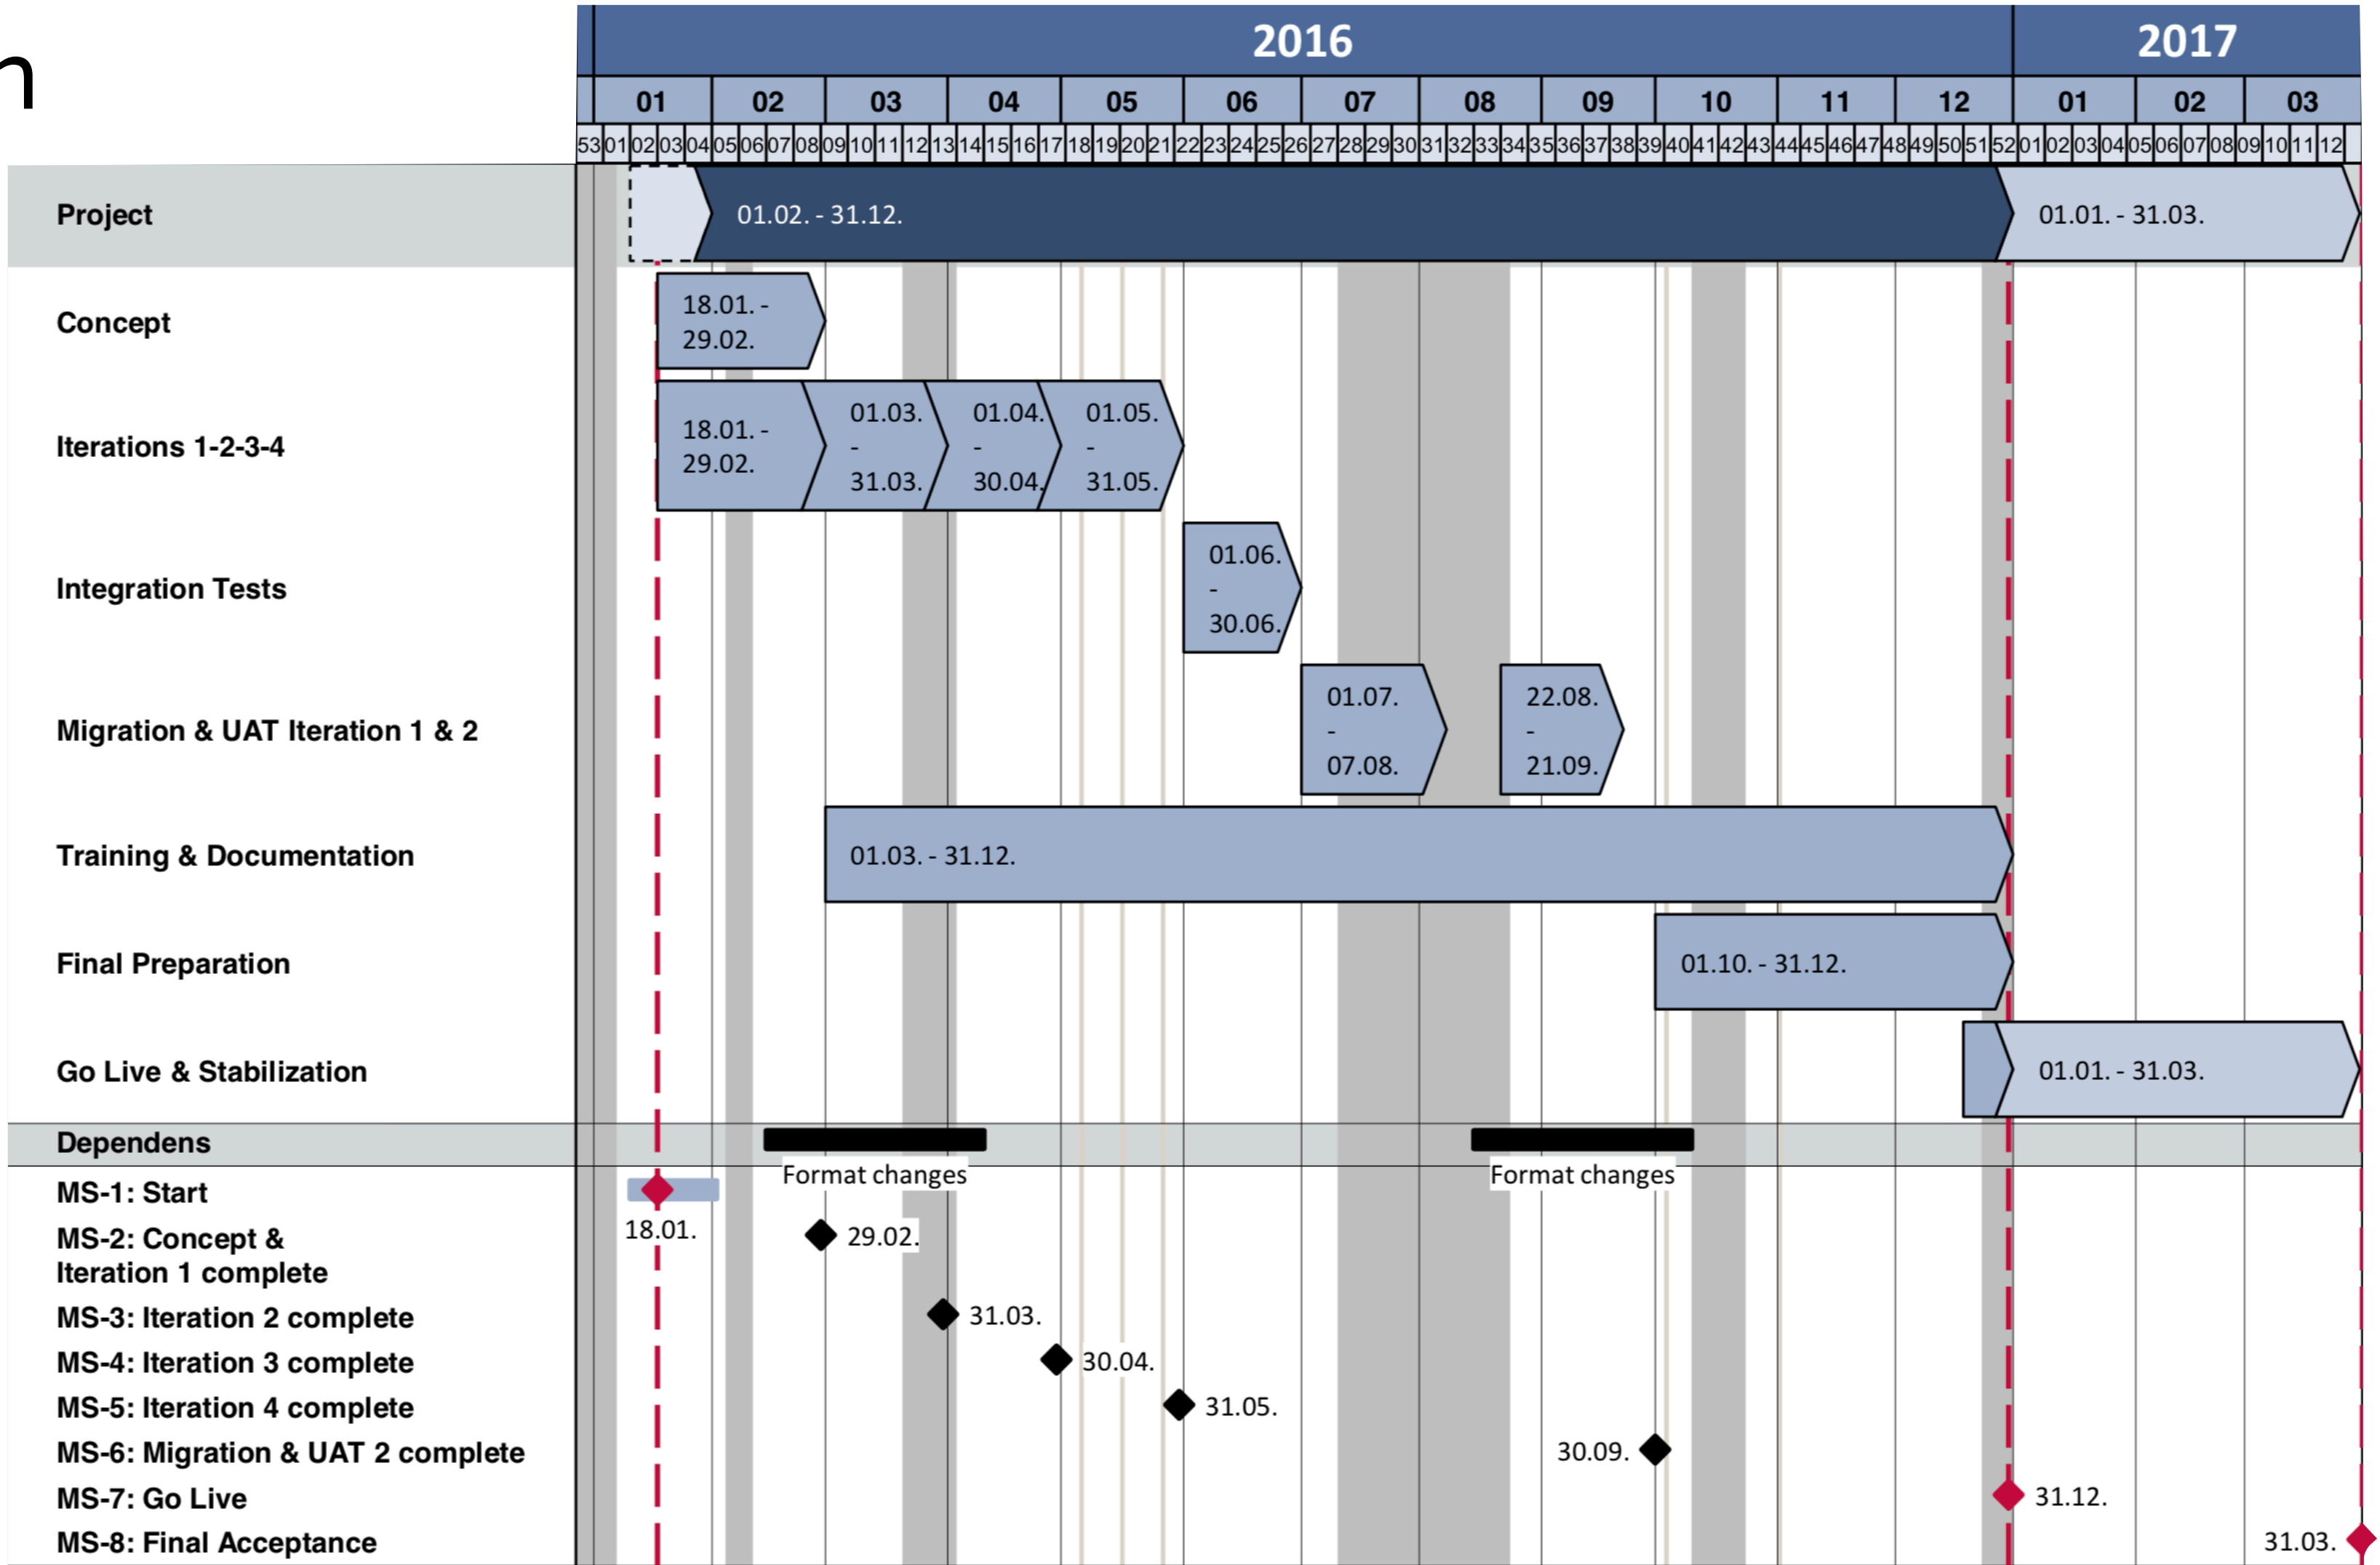 n
2016 2017
01 02 03 04 05 06 07 08 09 10 11 12 01 02 03
53 01 02 03 04 05 06 07 08 09 10 11 12 13 14 15 16 17 18 19 20 21 22 23 24 25 26 27 28 29 30 31 32 33 34 35 36 37 38 39 40 41 42 43 44 45 46 47 48 49 50 51 52 01 02 03 04 05 06 07 08 09 10 11 12
Project
01.02. - 31.12.
01.01. - 31.03.
Concept
18.01. -
29.02.
Iterations 1-2-3-4
18.01. -
29.02.
01.03.
-
31.03.
01.04.
-
30.04.
01.05.
-
31.05.
Integration Tests
01.06.
-
30.06.
Migration & UAT Iteration 1 & 2
01.07.
-
07.08.
22.08.
-
21.09.
Training & Documentation
01.03. - 31.12.
Final Preparation
01.10. - 31.12.
Go Live & Stabilization
01.01. - 31.03.
Dependens
Format changes
Format changes
MS-1: Start
18.01.
MS-2: Concept &
Iteration 1 complete
29.02.
MS-3: Iteration 2 complete
31.03.
MS-4: Iteration 3 complete
30.04.
MS-5: Iteration 4 complete
31.05.
MS-6: Migration & UAT 2 complete
30.09.
MS-7: Go Live
31.12.
MS-8: Final Acceptance
31.03.